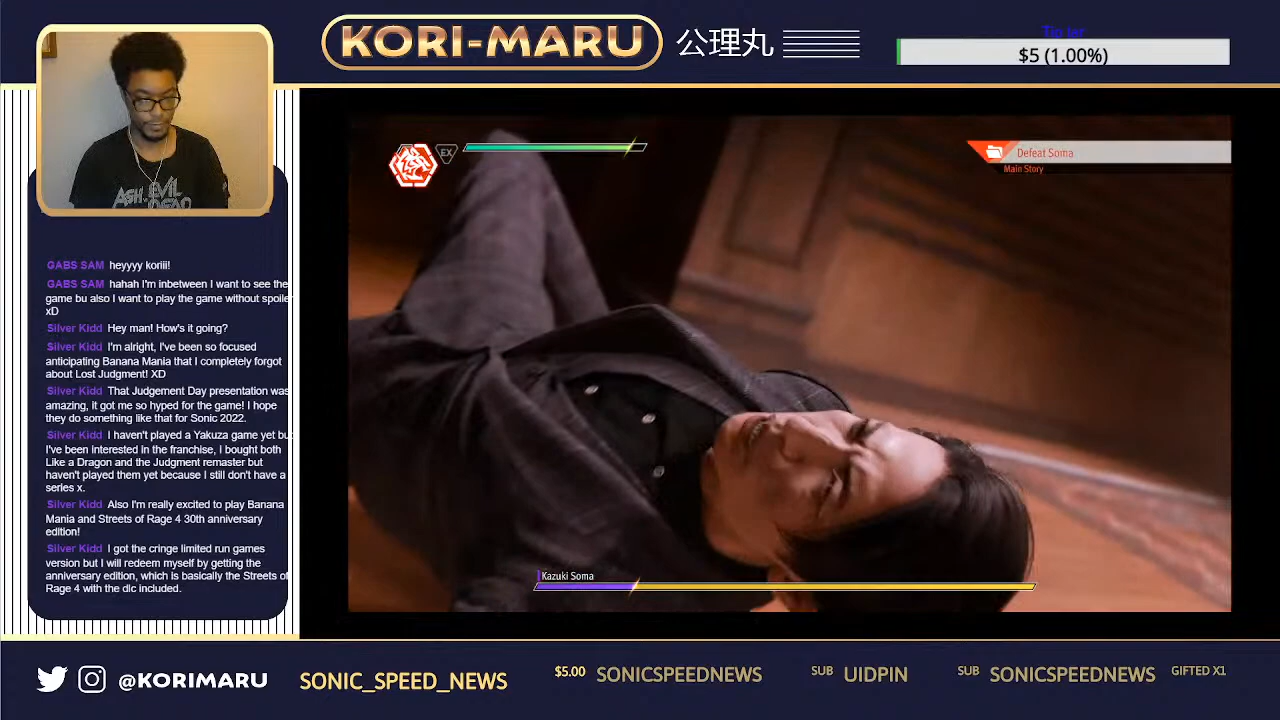 KORI-MARU 公理丸
Tip jar
$5 (1.00%)
EX
Defeat Soma
Main Story
GABS SAM heyyyy koriii!
GABS SAM hahah I'm inbetween I want to see the
game bu also I want to play the game without spoiler
xD
Silver Kidd Hey man! How's it going?
Silver Kidd I'm alright, I've been so focused
anticipating Banana Mania that I completely forgot
about Lost Judgment! XD
Silver Kidd That Judgement Day presentation was
amazing, it got me so hyped for the game! I hope
they do something like that for Sonic 2022.
Silver Kidd I haven't played a Yakuza game yet bu
I've been interested in the franchise, I bought both
Like a Dragon and the Judgment remaster but
haven't played them yet because I still don't have a
series x.
Silver Kidd Also I'm really excited to play Banana
Mania and Streets of Rage 4 30th anniversary
edition!
Silver Kidd I got the cringe limited run games
version but I will redeem myself by getting the
anniversary edition, which is basically the Streets of
Rage 4 with the dlc included.
Kazuki Soma
@KORIMARU
SONIC_SPEED_NEWS
$5.00 SONICSPEEDNEWS
SUB UIDPIN
SUB SONICSPEEDNEWS GIFTED X1